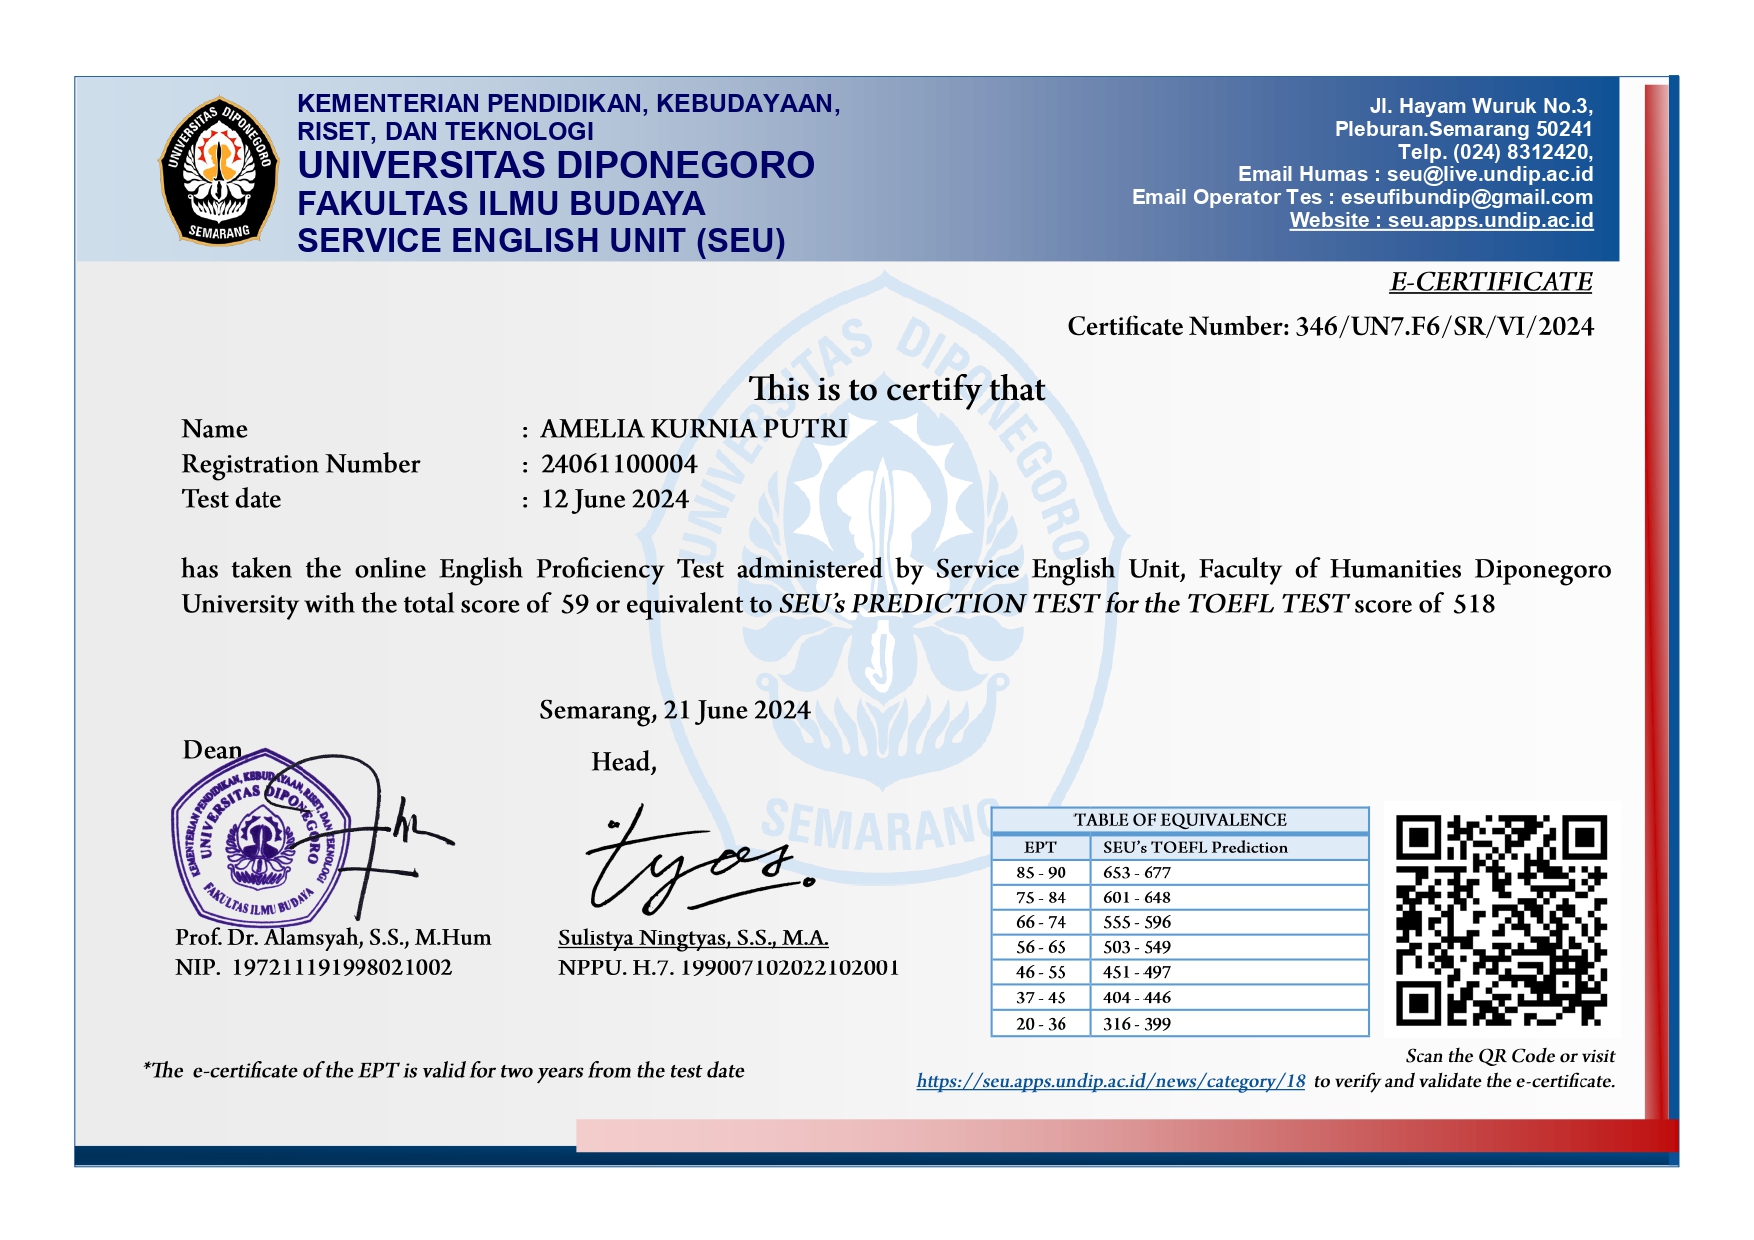 KEMENTERIAN PENDIDIKAN, KEBUDAYAAN,
RISET, DAN TEKNOLOGI
UNIVERSITAS DIPONEGORO
FAKULTAS ILMU BUDAYA
SERVICE ENGLISH UNIT (SEU)
UNIVERSITAS DIPONEGORO
SEMARANG
Jl. Hayam Wuruk No.3,
Pleburan.Semarang 50241
Telp. (024) 8312420,
Email Humas : seu@live.undip.ac.id
Email Operator Tes : eseufibundip@gmail.com
Website : seu.apps.undip.ac.id
E-CERTIFICATE
Certificate Number: 346/UN7.F6/SR/VI/2024
This is to certify that
Name : AMELIA KURNIA PUTRI
Registration Number : 24061100004
Test date : 12 June 2024
has taken the online English Proficiency Test administered by Service English Unit, Faculty of Humanities Diponegoro
University with the total score of 59 or equivalent to SEU's PREDICTION TEST for the TOEFL TEST score of 518
UNIVERSITAS DIPONEGORO
SEMARANG
Semarang, 21 June 2024
Dean
Head,
KEMENTERIAN PENDIDIKAN, KEBUDAYAAN, RISET, DAN TEKNOLOGI
UNIVERSITAS DIPONEGORO
FAKULTAS ILMU BUDAYA
tyas.
Prof. Dr. Alamsyah, S.S., M.Hum
NIP. 197211191998021002
Sulistya Ningtyas, S.S., M.A.
NPPU. H.7. 199007102022102001
TABLE OF EQUIVALENCE
EPT SEU's TOEFL Prediction
85 - 90 653 - 677
75 - 84 601 - 648
66 - 74 555 - 596
56 - 65 503 - 549
46 - 55 451 - 497
37 - 45 404 - 446
20 - 36 316 - 399
*The e-certificate of the EPT is valid for two years from the test date
Scan the QR Code or visit
https://seu.apps.undip.ac.id/news/category/18 to verify and validate the e-certificate.